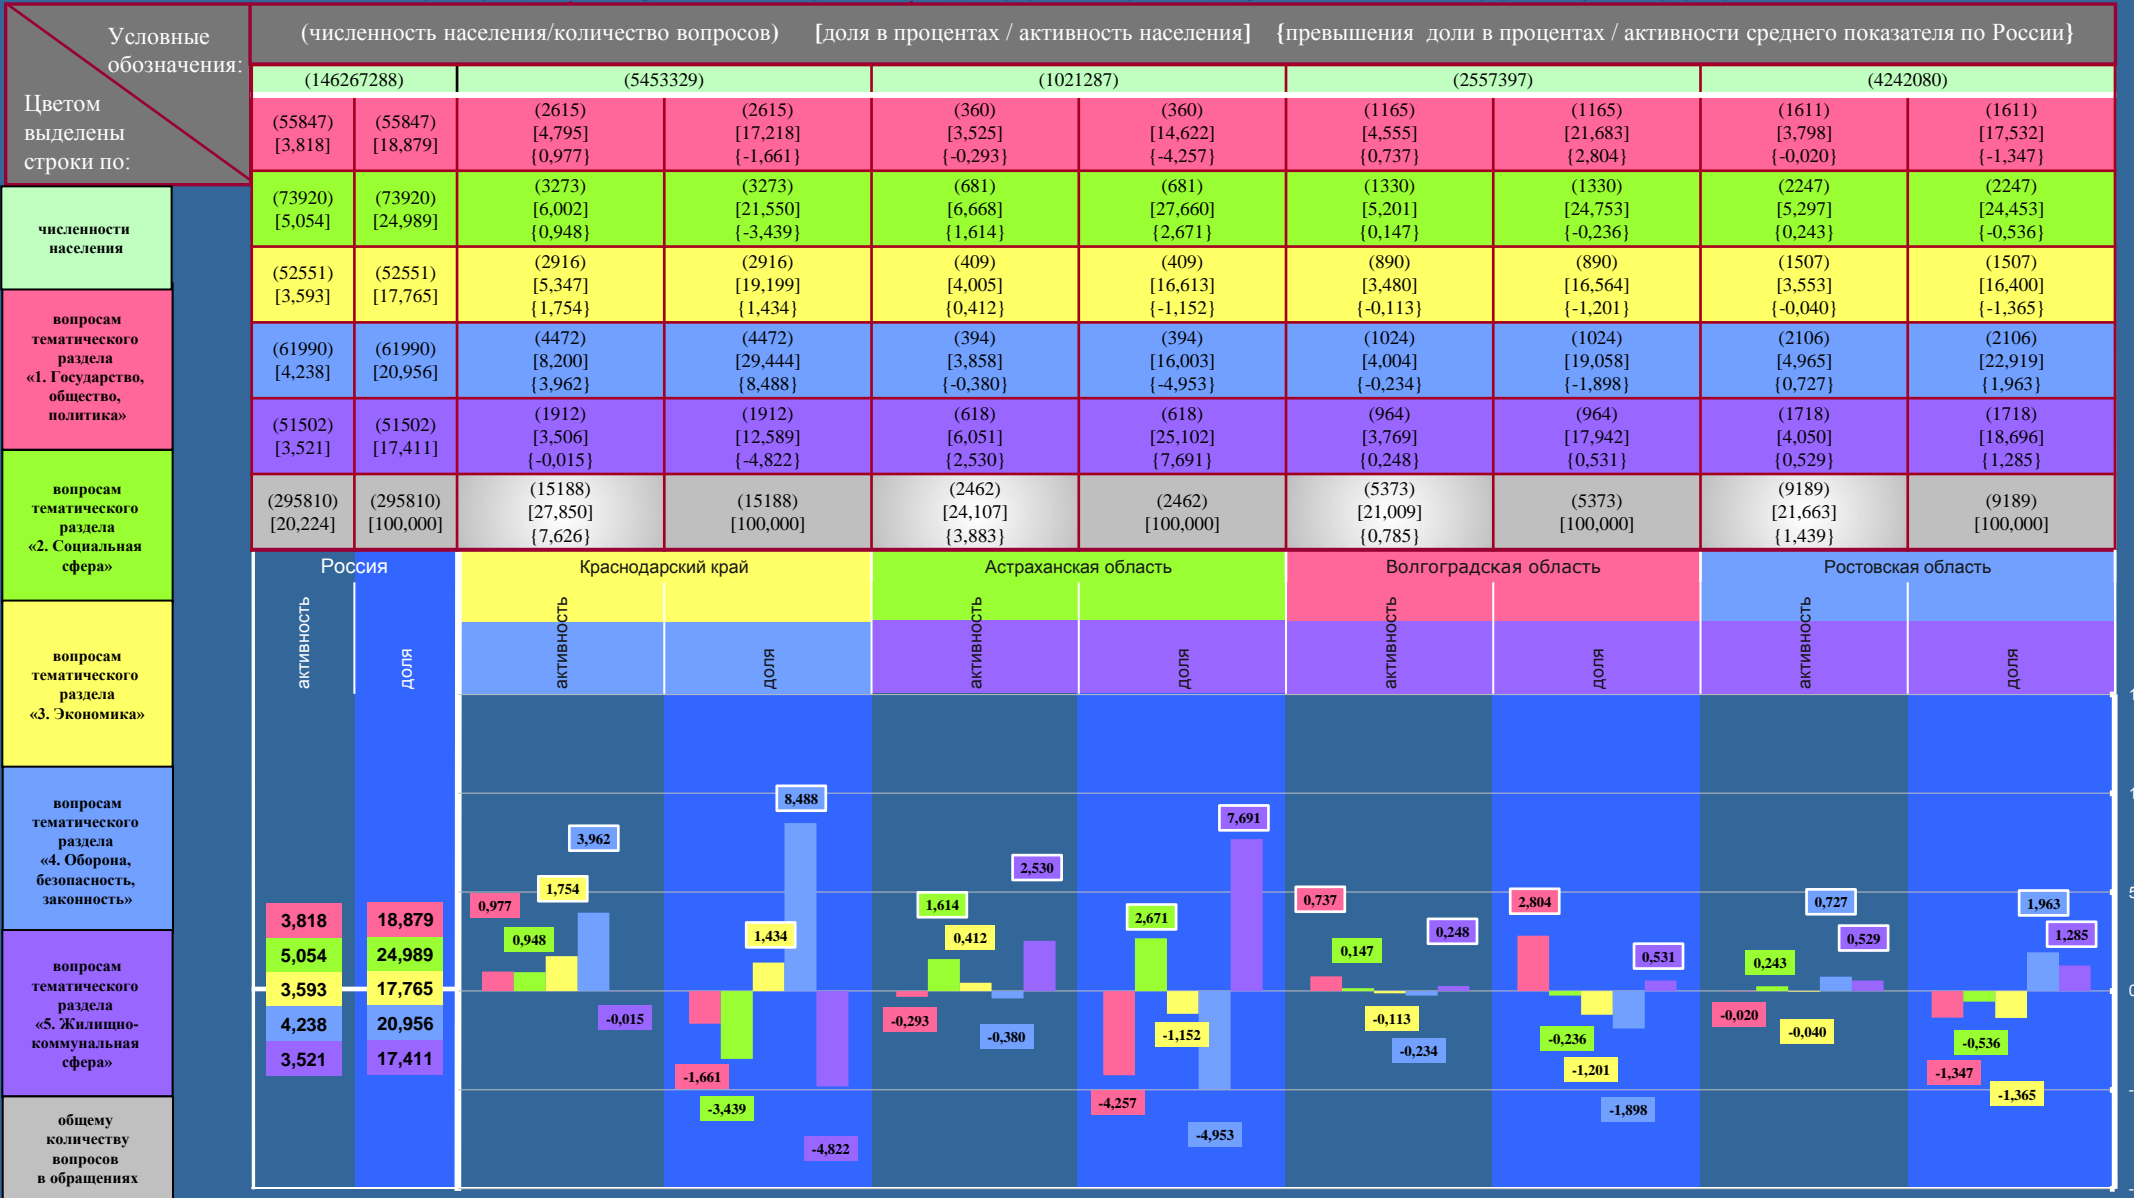 Условные
обозначения:
Цветом
выделены
строки по:
(численность населения/количество вопросов) [доля в процентах / активность населения] {превышения доли в процентах / активности среднего показателя по России}
(146267288) (5453329) (1021287) (2557397) (4242080)
(55847) (55847) (2615) (2615) (360) (360) (1165) (1165) (1611) (1611)
[3,818] [18,879] [4,795] [17,218] [3,525] [14,622] [4,555] [21,683] [3,798] [17,532]
{0,977} {-1,661} {-0,293} {-4,257} {0,737} {2,804} {-0,020} {-1,347}
(73920) (73920) (3273) (3273) (681) (681) (1330) (1330) (2247) (2247)
[5,054] [24,989] [6,002] [21,550] [6,668] [27,660] [5,201] [24,753] [5,297] [24,453]
{0,948} {-3,439} {1,614} {2,671} {0,147} {-0,236} {0,243} {-0,536}
(52551) (52551) (2916) (2916) (409) (409) (890) (890) (1507) (1507)
[3,593] [17,765] [5,347] [19,199] [4,005] [16,613] [3,480] [16,564] [3,553] [16,400]
{1,754} {1,434} {0,412} {-1,152} {-0,113} {-1,201} {-0,040} {-1,365}
(61990) (61990) (4472) (4472) (394) (394) (1024) (1024) (2106) (2106)
[4,238] [20,956] [8,200] [29,444] [3,858] [16,003] [4,004] [19,058] [4,965] [22,919]
{3,962} {8,488} {-0,380} {-4,953} {-0,234} {-1,898} {0,727} {1,963}
(51502) (51502) (1912) (1912) (618) (618) (964) (964) (1718) (1718)
[3,521] [17,411] [3,506] [12,589] [6,051] [25,102] [3,769] [17,942] [4,050] [18,696]
{-0,015} {-4,822} {2,530} {7,691} {0,248} {0,531} {0,529} {1,285}
(295810) (295810) (15188) (15188) (2462) (2462) (5373) (5373) (9189) (9189)
[20,224] [100,000] [27,850] [100,000] [24,107] [100,000] [21,009] [100,000] [21,663] [100,000]
{7,626} {3,883} {0,785} {1,439}
численности
населения
вопросам
тематического
раздела
«1. Государство,
общество,
политика»
вопросам
тематического
раздела
«2. Социальная
сфера»
вопросам
тематического
раздела
«3. Экономика»
вопросам
тематического
раздела
«4. Оборона,
безопасность,
законность»
вопросам
тематического
раздела
«5. Жилищно-
коммунальная
сфера»
общему
количеству
вопросов
в обращениях
Россия Краснодарский край Астраханская область Волгоградская область Ростовская область
активность доля активность доля активность доля активность доля активность доля
3,818 18,879
5,054 24,989
3,593 17,765
4,238 20,956
3,521 17,411
0,977
0,948
1,754
3,962
-0,015
-1,661
-3,439
1,434
8,488
-4,822
-0,293
1,614
0,412
-0,380
2,530
-4,257
2,671
-1,152
-4,953
7,691
0,737
0,147
-0,113
-0,234
0,248
2,804
-0,236
-1,201
-1,898
0,531
-0,020
0,243
-0,040
0,727
0,529
-1,347
-0,536
-1,365
1,963
1,285